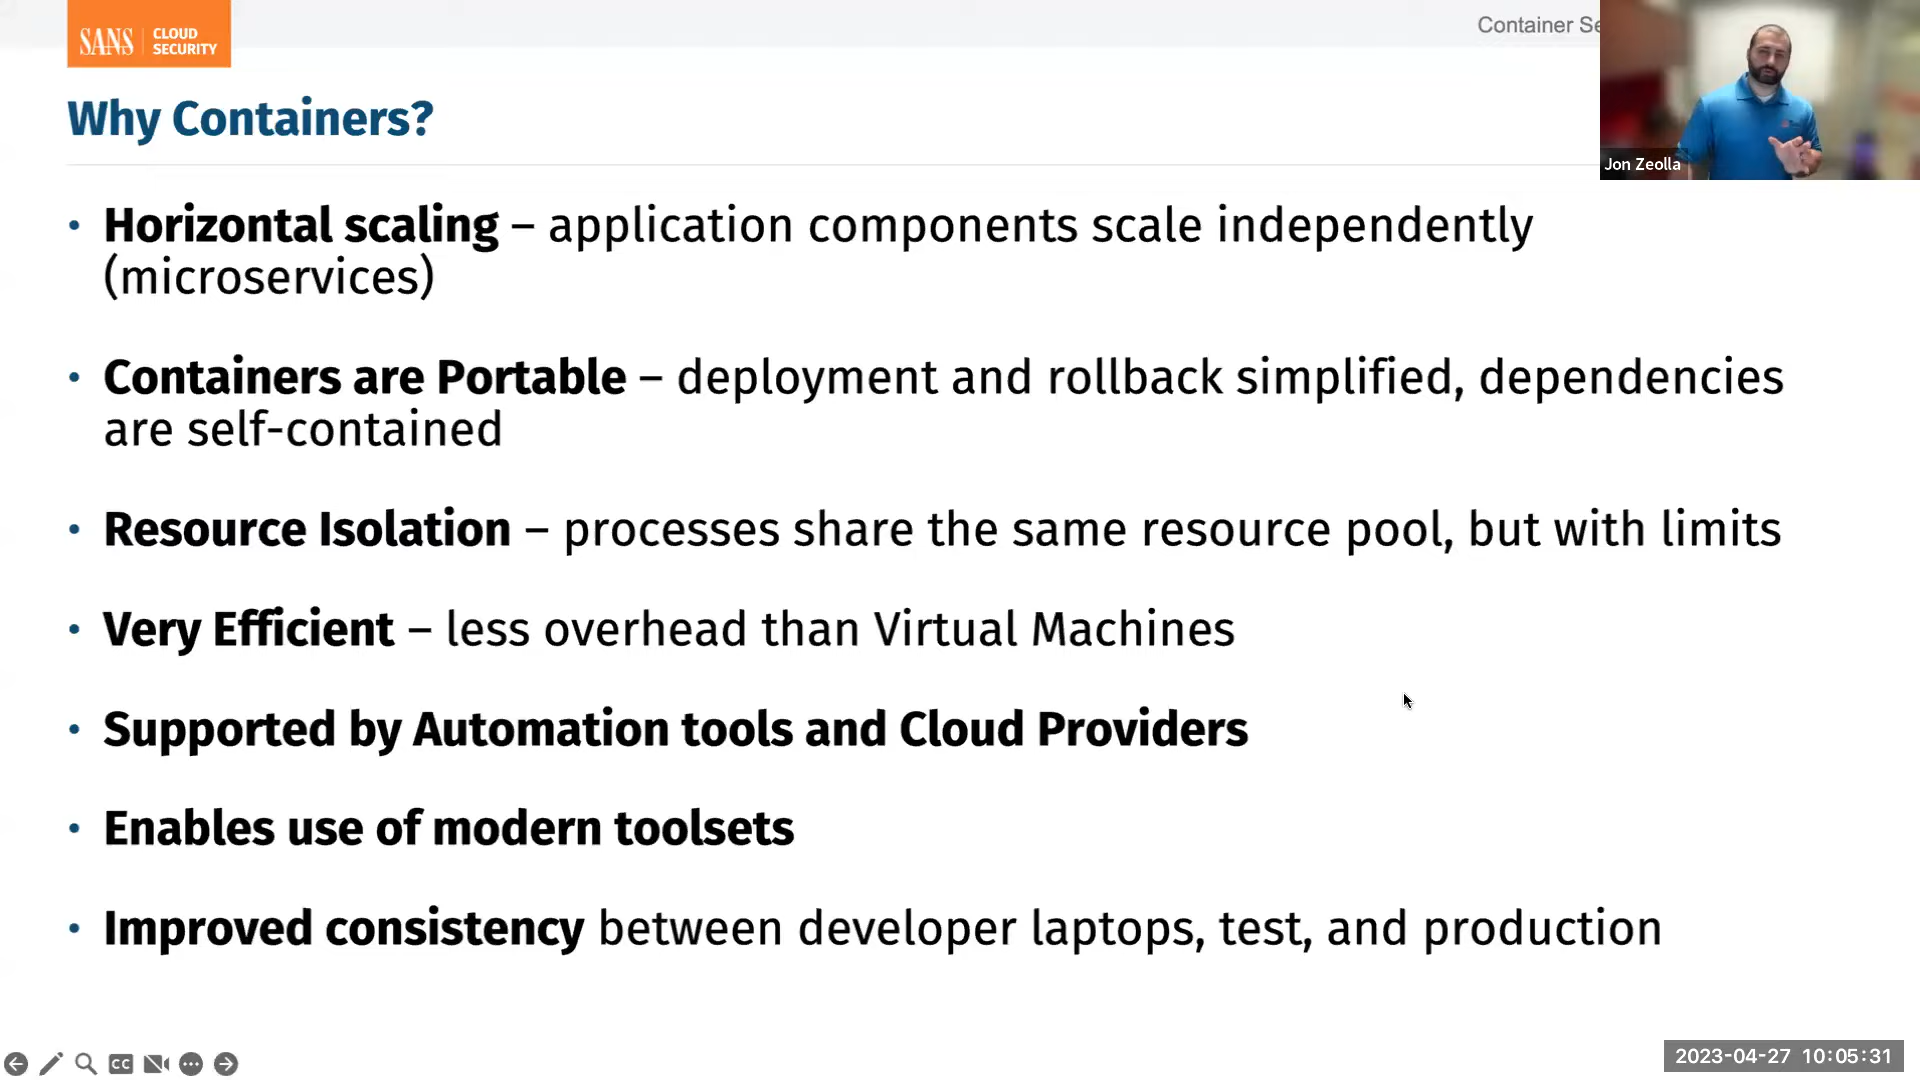 SANS
CLOUD
SECURITY
Container Se
Jon Zeolla
Why Containers?
• Horizontal scaling – application components scale independently
(microservices)
• Containers are Portable – deployment and rollback simplified, dependencies
are self-contained
• Resource Isolation – processes share the same resource pool, but with limits
• Very Efficient – less overhead than Virtual Machines
• Supported by Automation tools and Cloud Providers
• Enables use of modern toolsets
• Improved consistency between developer laptops, test, and production
CC
2023-04-27 10:05:31